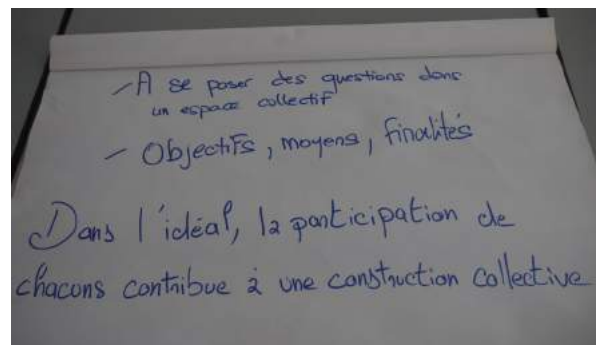 - A se poser des questions dans
un espace collectif
- Objectifs, moyens, finalités
Dans l'idéal, la participation de
chacuns contribue à une construction collective